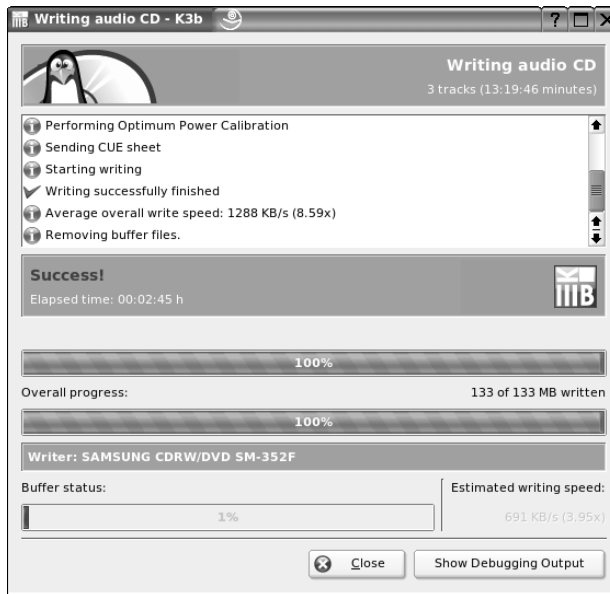 Writing audio CD - K3b
Writing audio CD
3 tracks (13:19:46 minutes)
Performing Optimum Power Calibration
Sending CUE sheet
Starting writing
Writing successfully finished
Average overall write speed: 1288 KB/s (8.59x)
Removing buffer files.
Success!
Elapsed time: 00:02:45 h
100%
Overall progress: 133 of 133 MB written
100%
Writer: SAMSUNG CDRW/DVD SM-352F
Buffer status: Estimated writing speed:
1% 691 KB/s (3.95x)
Close Show Debugging Output